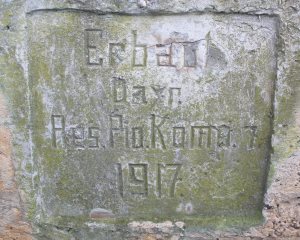 Erbaut
Bayr.
Res. Pio. Komp. 7.
1917.